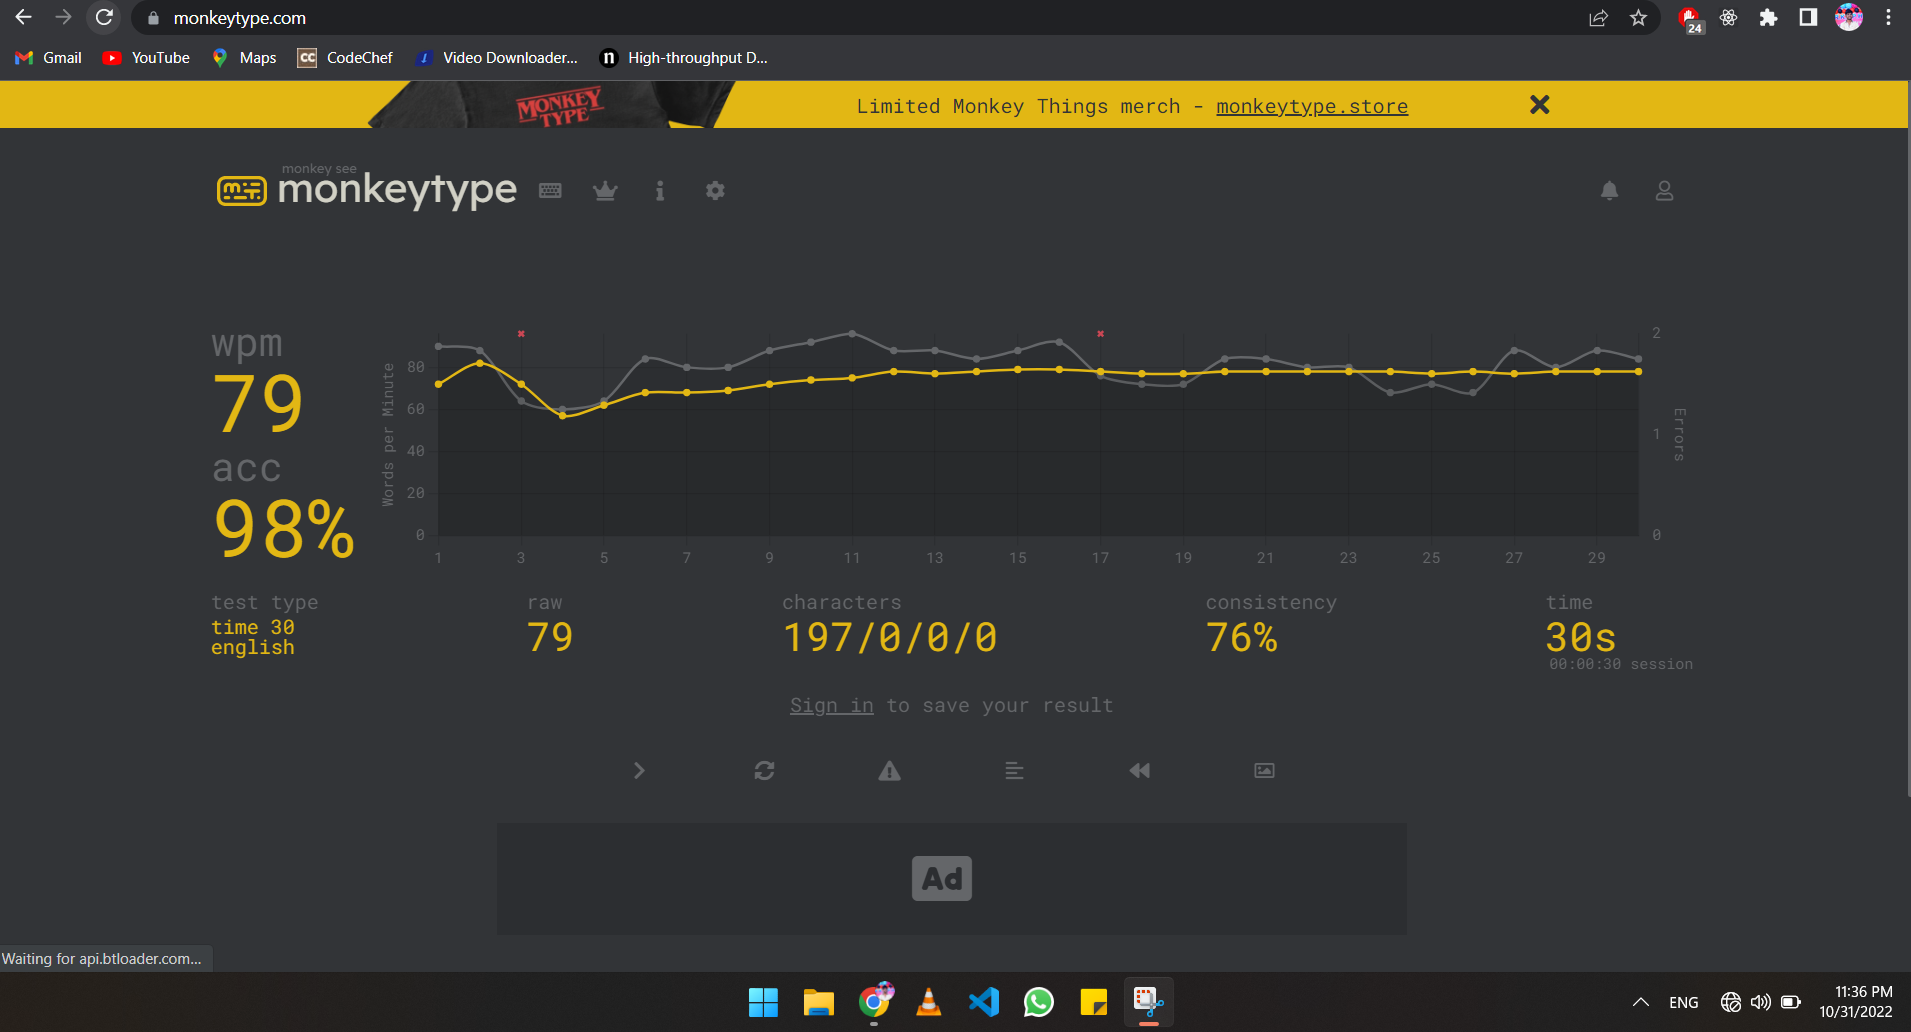 monkeytype.com
24
Gmail YouTube Maps CC CodeChef Video Downloader... n High-throughput D...
MONKEY
TYPE
Limited Monkey Things merch - monkeytype.store
monkey see
monkeytype
wpm
79
acc
98%
Words per Minute
80
60
40
20
0
2
1
0
Errors
1 3 5 7 9 11 13 15 17 19 21 23 25 27 29
test type
time 30
english
raw
79
characters
197/0/0/0
consistency
76%
time
30s
00:00:30 session
Sign in to save your result
Ad
Waiting for api.btloader.com...
ENG
11:36 PM
10/31/2022